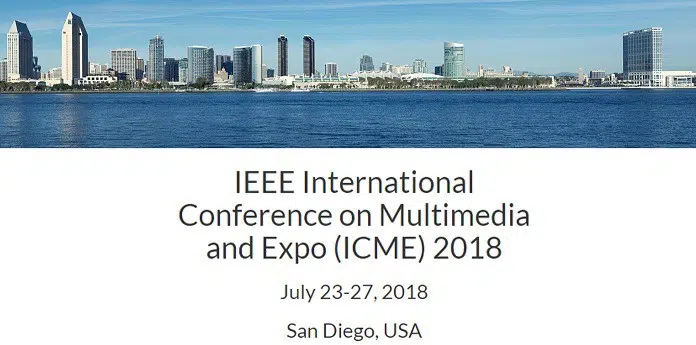 IEEE International
Conference on Multimedia
and Expo (ICME) 2018
July 23-27, 2018
San Diego, USA